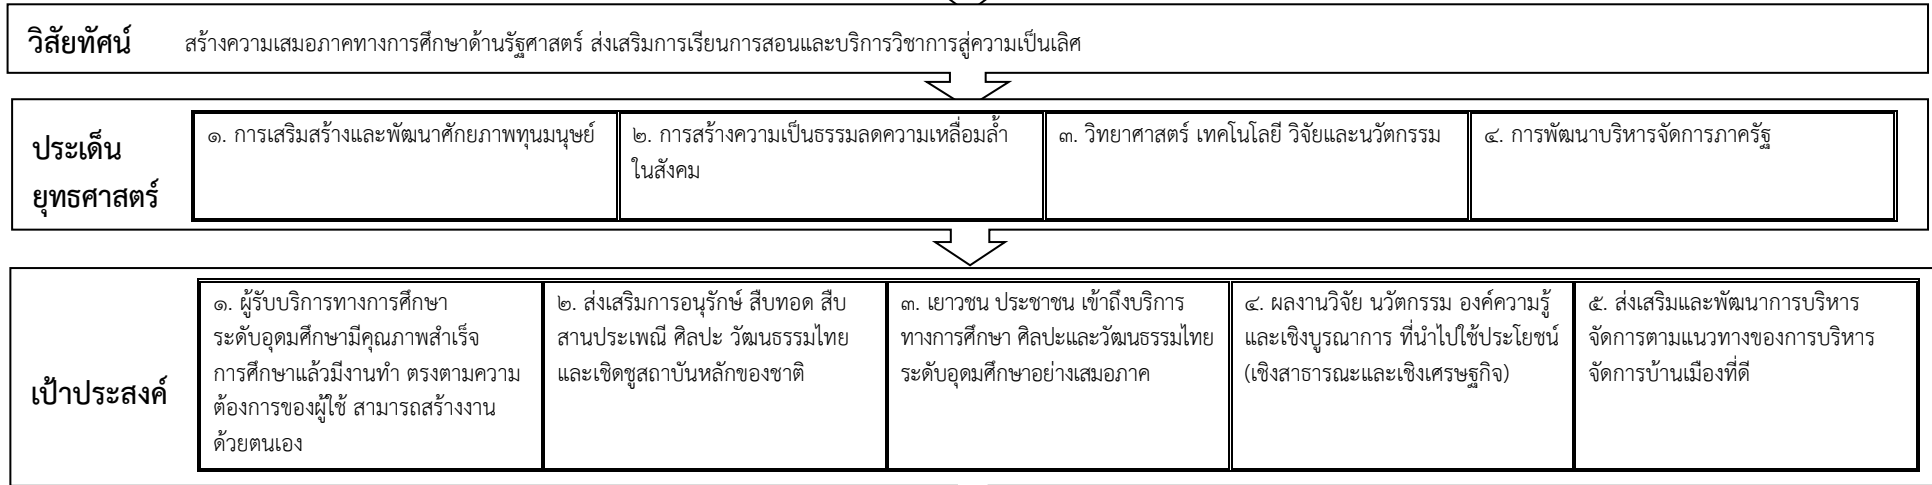 วิสัยทัศน์ สร้างความเสมอภาคทางการศึกษาด้านรัฐศาสตร์ ส่งเสริมการเรียนการสอนและบริการวิชาการสู่ความเป็นเลิศ
ประเด็น
ยุทธศาสตร์
๑. การเสริมสร้างและพัฒนาศักยภาพทุนมนุษย์
๒. การสร้างความเป็นธรรมลดความเหลื่อมล้ำ
ในสังคม
๓. วิทยาศาสตร์ เทคโนโลยี วิจัยและนวัตกรรม
๔. การพัฒนาบริหารจัดการภาครัฐ
เป้าประสงค์
๑. ผู้รับบริการทางการศึกษา
ระดับอุดมศึกษามีคุณภาพสำเร็จ
การศึกษาแล้วมีงานทำ ตรงตามความ
ต้องการของผู้ใช้ สามารถสร้างงาน
ด้วยตนเอง
๒. ส่งเสริมการอนุรักษ์ สืบทอด สืบ
สานประเพณี ศิลปะ วัฒนธรรมไทย
และเชิดชูสถาบันหลักของชาติ
๓. เยาวชน ประชาชน เข้าถึงบริการ
ทางการศึกษา ศิลปะและวัฒนธรรมไทย
ระดับอุดมศึกษาอย่างเสมอภาค
๔. ผลงานวิจัย นวัตกรรม องค์ความรู้
และเชิงบูรณาการ ที่นำไปใช้ประโยชน์
(เชิงสาธารณะและเชิงเศรษฐกิจ)
๕. ส่งเสริมและพัฒนาการบริหาร
จัดการตามแนวทางของการบริหาร
จัดการบ้านเมืองที่ดี